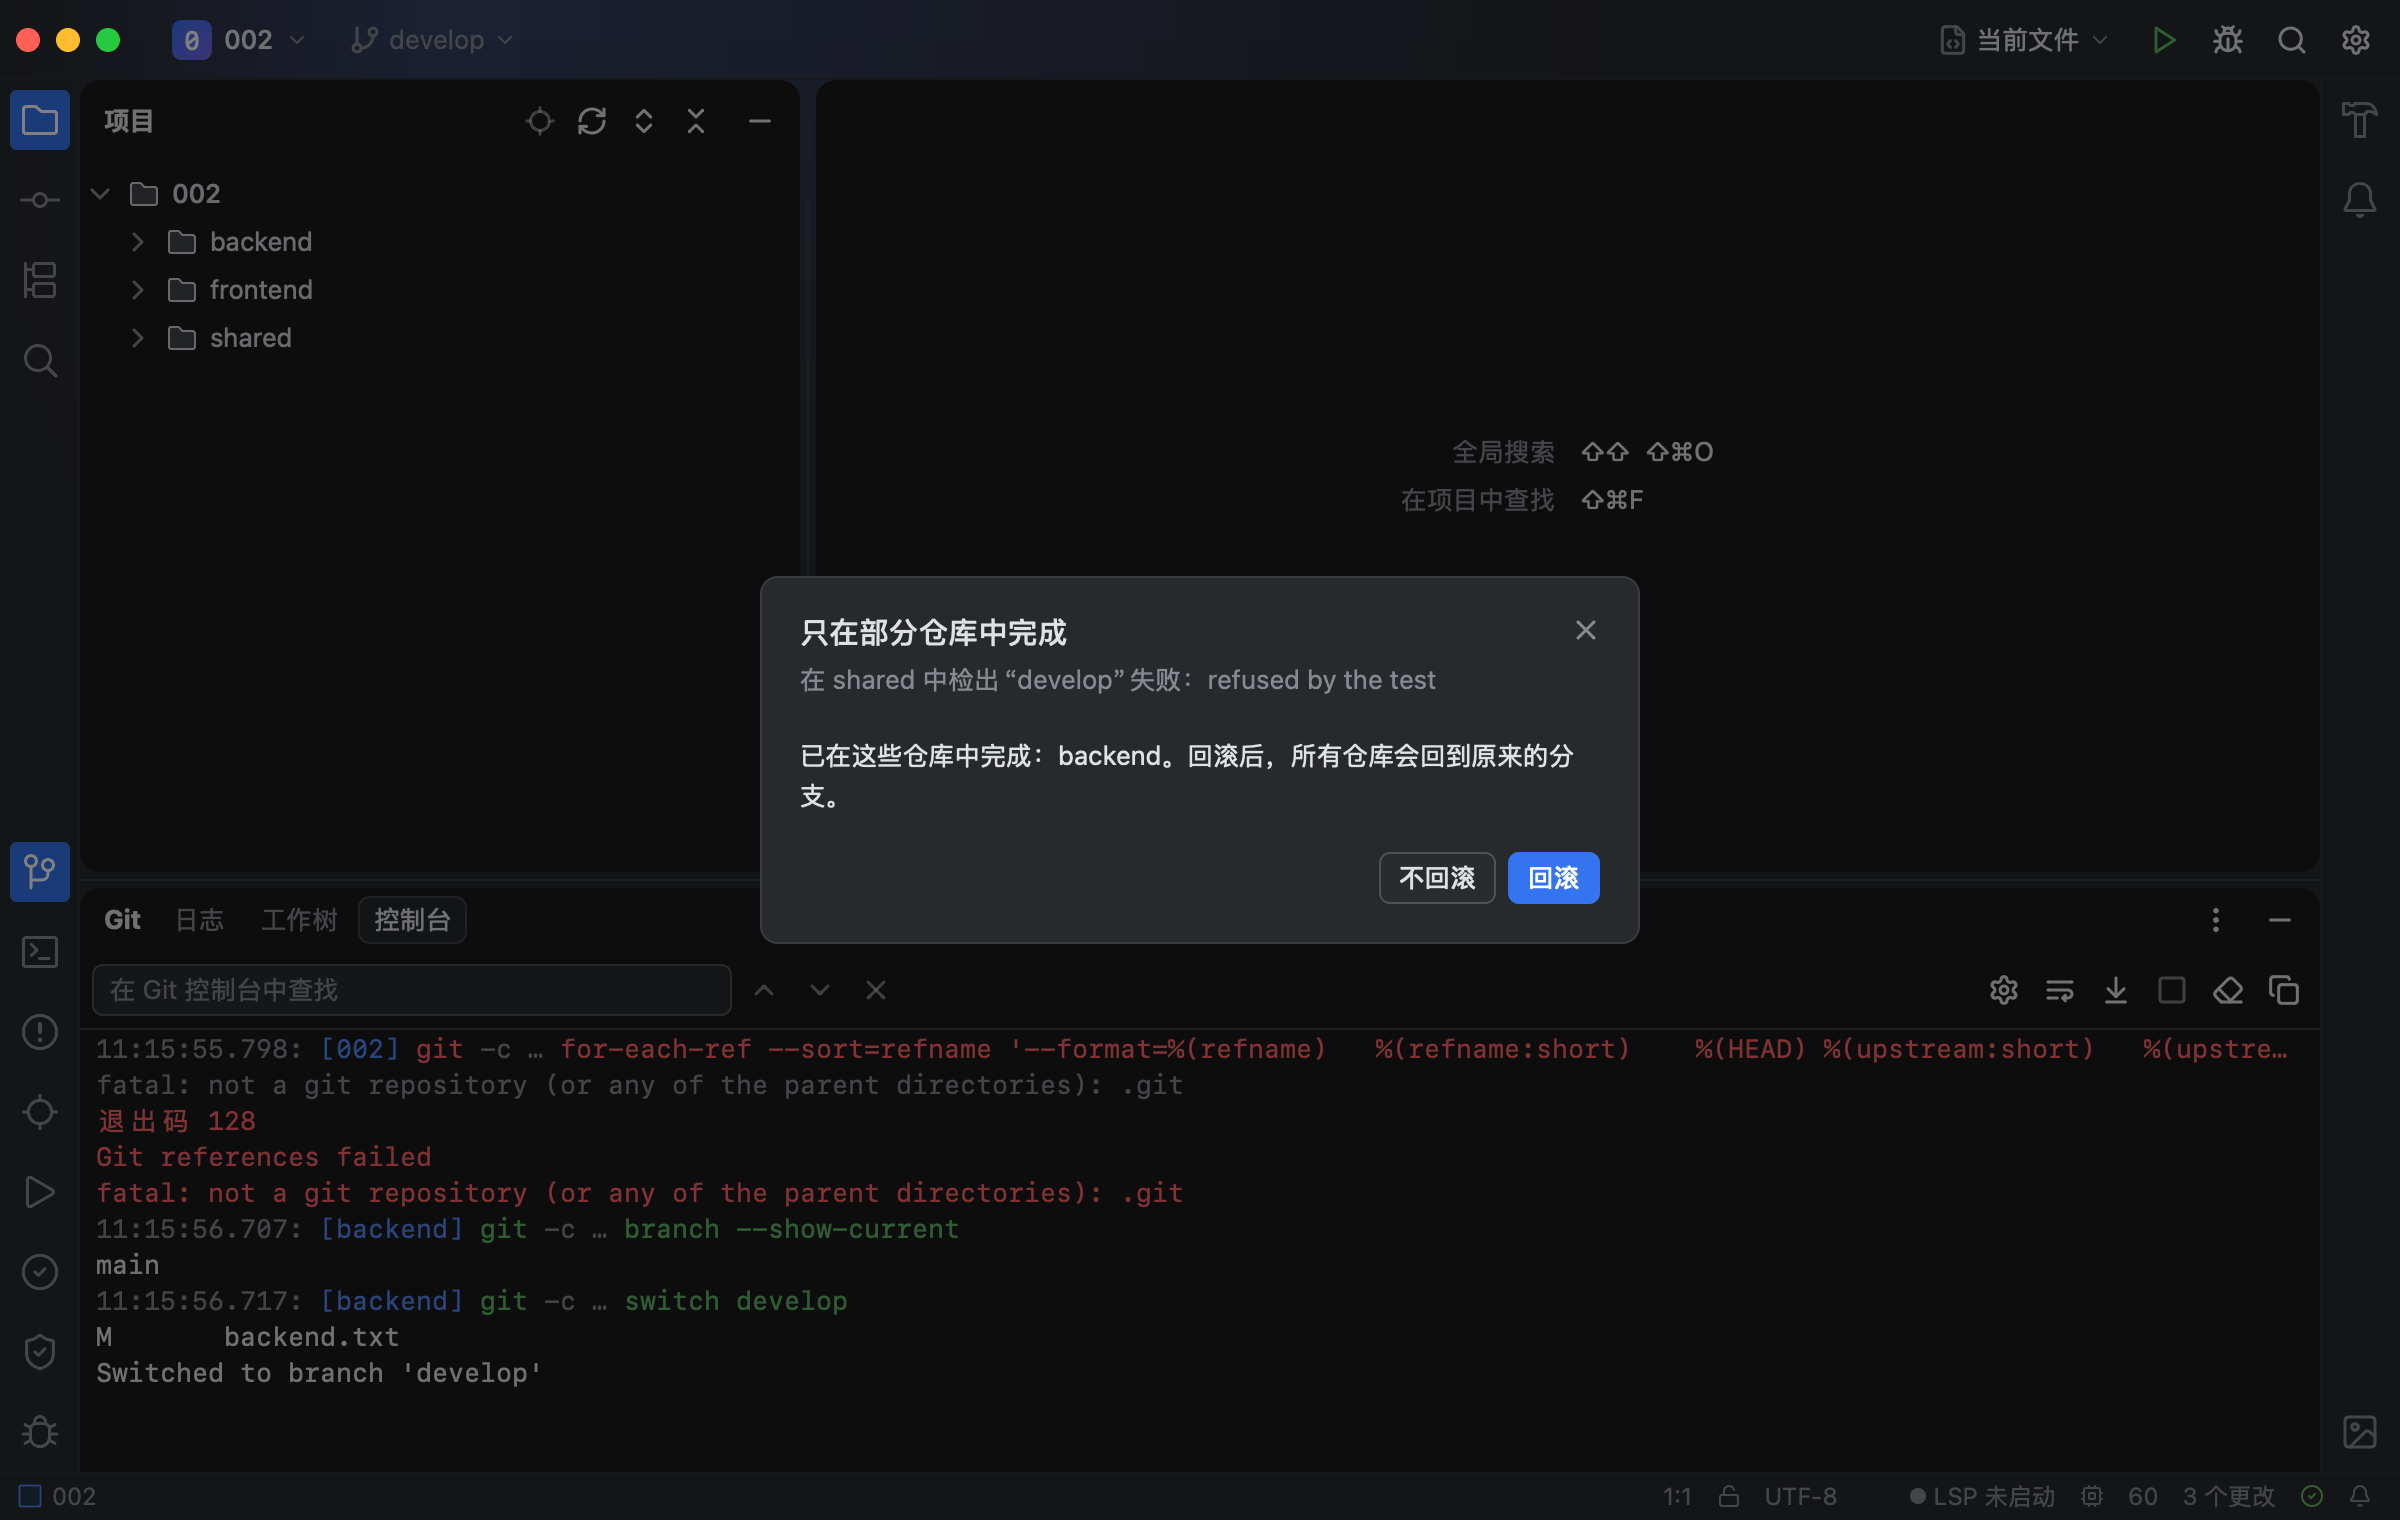 0 002 develop 当前文件
项目
002
backend
frontend
shared
全局搜索 ⇧⇧ ⇧⌘O
在项目中查找 ⇧⌘F
只在部分仓库中完成
在 shared 中检出 “develop” 失败：refused by the test
已在这些仓库中完成：backend。回滚后，所有仓库会回到原来的分
支。
不回滚 回滚
Git 日志 工作树 控制台
在 Git 控制台中查找
11:15:55.798: [002] git -c … for-each-ref --sort=refname '--format=%(refname) %(refname:short) %(HEAD) %(upstream:short) %(upstre…
fatal: not a git repository (or any of the parent directories): .git
退出码 128
Git references failed
fatal: not a git repository (or any of the parent directories): .git
11:15:56.707: [backend] git -c … branch --show-current
main
11:15:56.717: [backend] git -c … switch develop
M backend.txt
Switched to branch 'develop'
002 1:1 UTF-8 LSP 未启动 60 3 个更改